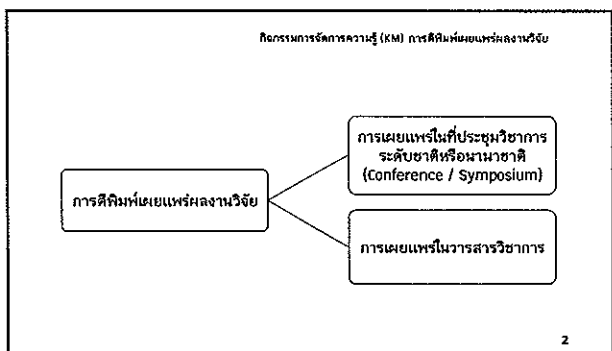 กิจกรรมการจัดการความรู้ (KM) การตีพิมพ์เผยแพร่ผลงานวิจัย
การตีพิมพ์เผยแพร่ผลงานวิจัย
การเผยแพร่ในที่ประชุมวิชาการ
ระดับชาติหรือนานาชาติ
(Conference / Symposium)
การเผยแพร่ในวารสารวิชาการ
2